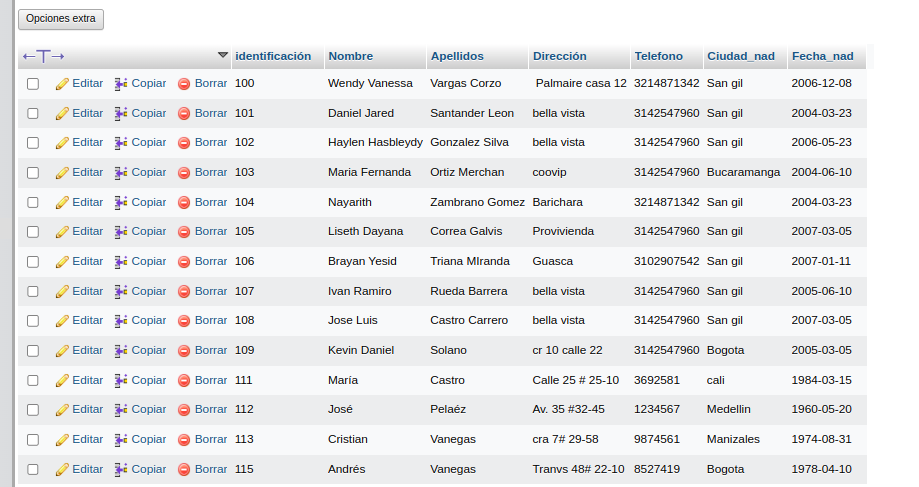 Opciones extra
identificación Nombre Apellidos Dirección Telefono Ciudad_nad Fecha_nad
Editar Copiar Borrar 100 Wendy Vanessa Vargas Corzo Palmaire casa 12 3214871342 San gil 2006-12-08
Editar Copiar Borrar 101 Daniel Jared Santander Leon bella vista 3142547960 San gil 2004-03-23
Editar Copiar Borrar 102 Haylen Hasbleydy Gonzalez Silva bella vista 3142547960 San gil 2006-05-23
Editar Copiar Borrar 103 Maria Fernanda Ortiz Merchan coovip 3142547960 Bucaramanga 2004-06-10
Editar Copiar Borrar 104 Nayarith Zambrano Gomez Barichara 3214871342 San gil 2004-03-23
Editar Copiar Borrar 105 Liseth Dayana Correa Galvis Provivienda 3142547960 San gil 2007-03-05
Editar Copiar Borrar 106 Brayan Yesid Triana MIranda Guasca 3102907542 San gil 2007-01-11
Editar Copiar Borrar 107 Ivan Ramiro Rueda Barrera bella vista 3142547960 San gil 2005-06-10
Editar Copiar Borrar 108 Jose Luis Castro Carrero bella vista 3142547960 San gil 2007-03-05
Editar Copiar Borrar 109 Kevin Daniel Solano cr 10 calle 22 3142547960 Bogota 2005-03-05
Editar Copiar Borrar 111 María Castro Calle 25 # 25-10 3692581 cali 1984-03-15
Editar Copiar Borrar 112 José Pelaéz Av. 35 #32-45 1234567 Medellin 1960-05-20
Editar Copiar Borrar 113 Cristian Vanegas cra 7# 29-58 9874561 Manizales 1974-08-31
Editar Copiar Borrar 115 Andrés Vanegas Tranvs 48# 22-10 8527419 Bogota 1978-04-10